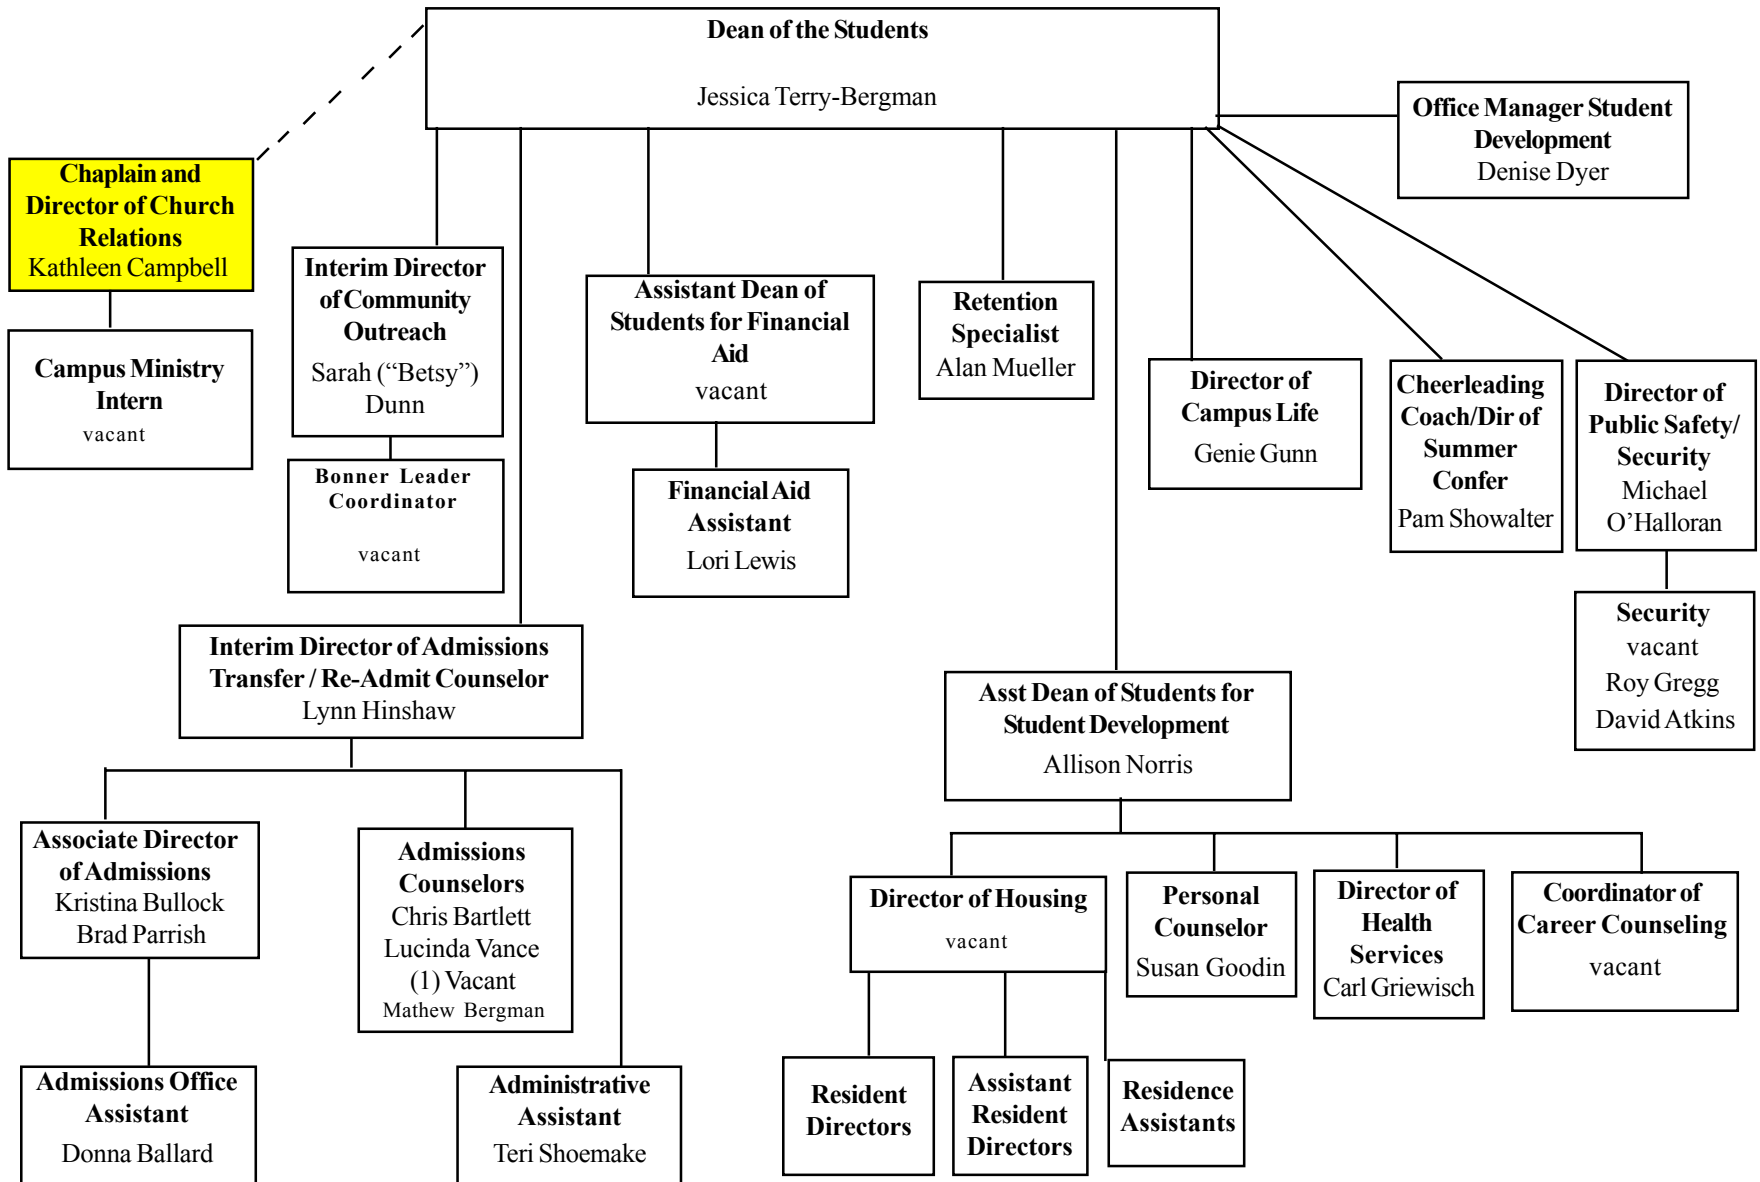 Dean of the Students
Jessica Terry-Bergman
Office Manager Student
Development
Denise Dyer
Chaplain and
Director of Church
Relations
Kathleen Campbell
Campus Ministry
Intern
vacant
Interim Director
of Community
Outreach
Sarah (“Betsy”)
Dunn
Bonner Leader
Coordinator
vacant
Assistant Dean of
Students for Financial
Aid
vacant
Financial Aid
Assistant
Lori Lewis
Retention
Specialist
Alan Mueller
Director of
Campus Life
Genie Gunn
Cheerleading
Coach/Dir of
Summer
Confer
Pam Showalter
Director of
Public Safety/
Security
Michael
O’Halloran
Security
vacant
Roy Gregg
David Atkins
Interim Director of Admissions
Transfer / Re-Admit Counselor
Lynn Hinshaw
Asst Dean of Students for
Student Development
Allison Norris
Associate Director
of Admissions
Kristina Bullock
Brad Parrish
Admissions
Counselors
Chris Bartlett
Lucinda Vance
(1) Vacant
Mathew Bergman
Director of Housing
vacant
Personal
Counselor
Susan Goodin
Director of
Health
Services
Carl Griewisch
Coordinator of
Career Counseling
vacant
Admissions Office
Assistant
Donna Ballard
Administrative
Assistant
Teri Shoemake
Resident
Directors
Assistant
Resident
Directors
Residence
Assistants